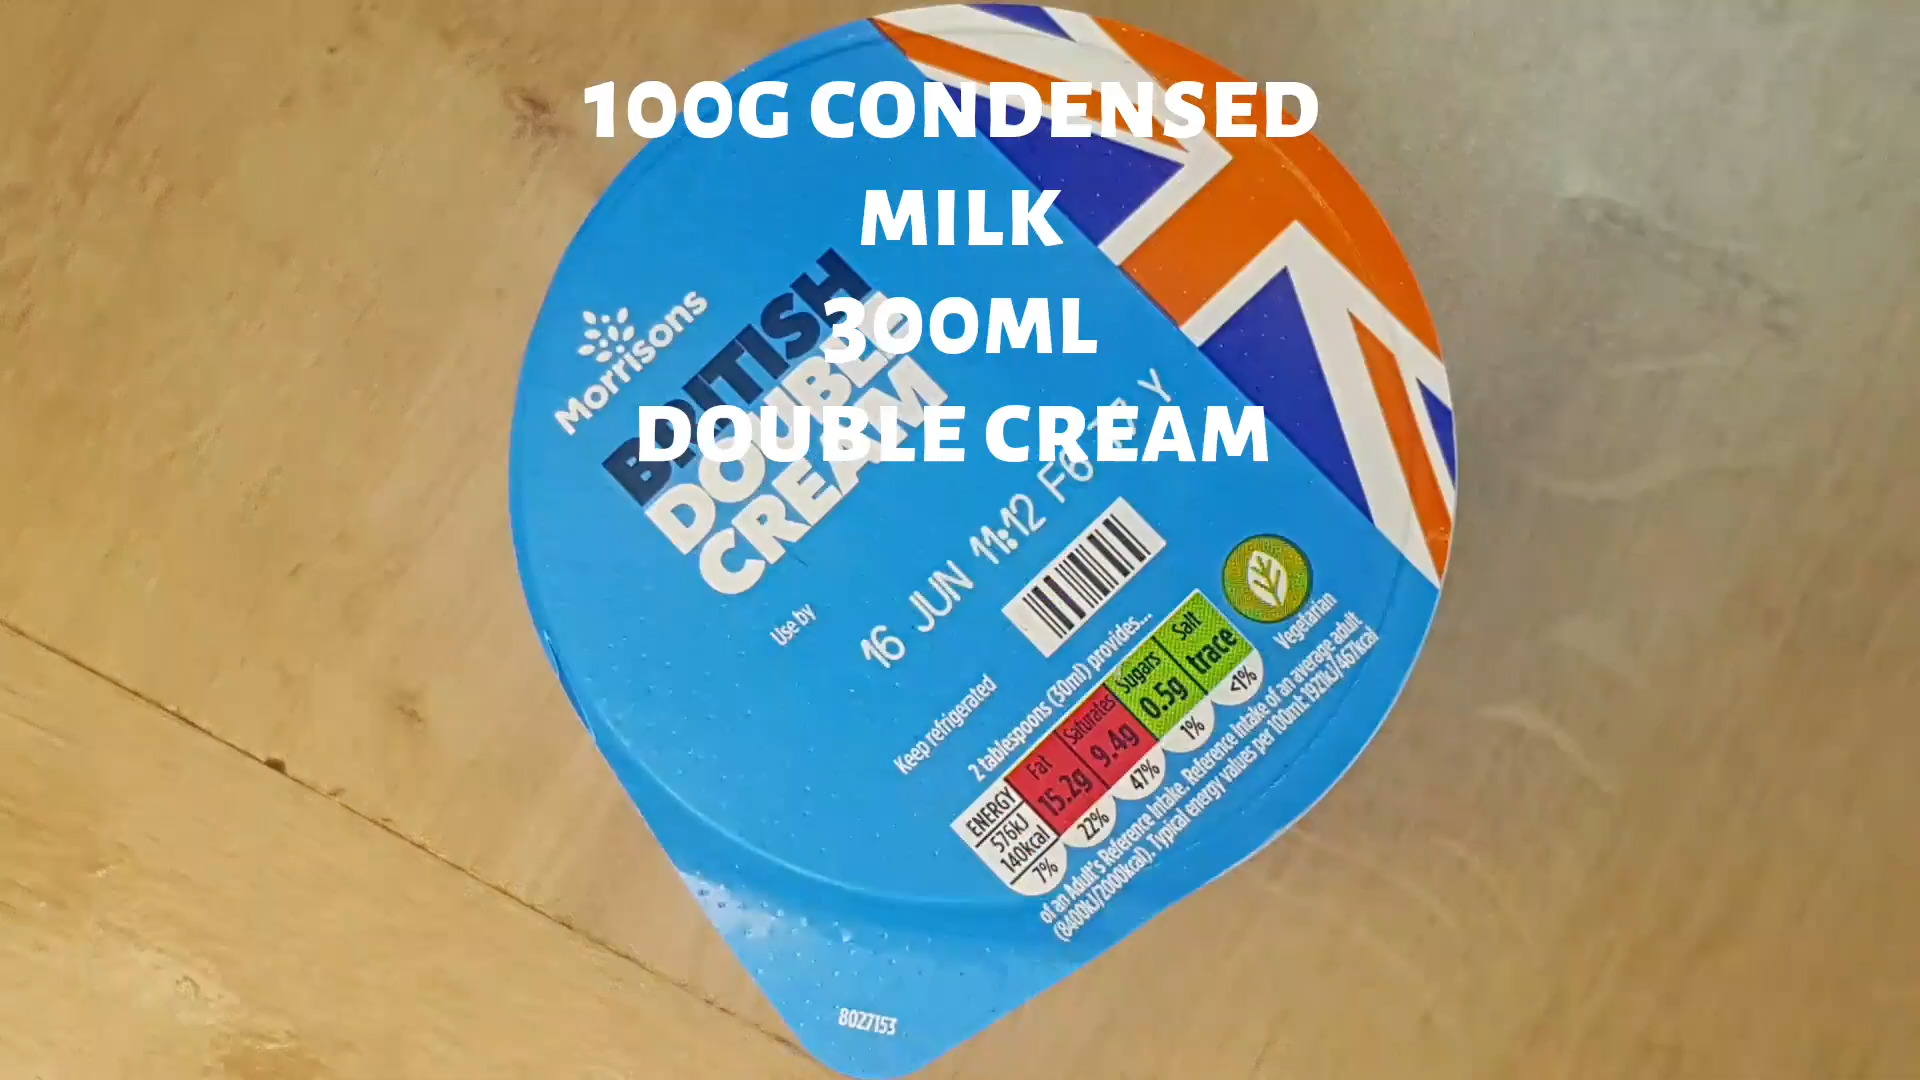 100G CONDENSED
MILK
300ML
DOUBLE CREAM
Morrisons
BRITISH
DOUBLE
CREAM
Use by
16 JUN 11:12 F6 Y
Keep refrigerated
2 tablespoons (30ml) provides...
ENERGY
576kJ
140kcal
7%
Fat
15.2g
22%
Saturates
9.4g
47%
Sugars
0.5g
1%
Salt
trace
<1%
Vegetarian
of an Adult's Reference Intake. Reference Intake of an average adult
(8400kJ/2000kcal). Typical energy values per 100ml: 1921kJ/467kcal
8027153